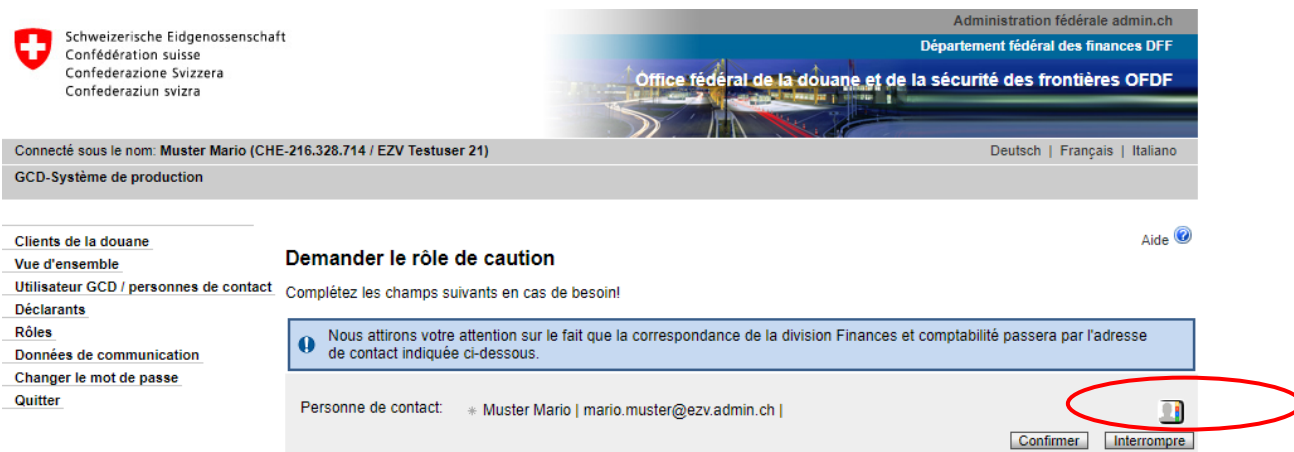 Schweizerische Eidgenossenschaft
Confédération suisse
Confederazione Svizzera
Confederaziun svizra
Administration fédérale admin.ch
Département fédéral des finances DFF
Office fédéral de la douane et de la sécurité des frontières OFDF
Connecté sous le nom: Muster Mario (CHE-216.328.714 / EZV Testuser 21)
Deutsch | Français | Italiano
GCD-Système de production
Clients de la douane
Vue d'ensemble
Utilisateur GCD / personnes de contact
Déclarants
Rôles
Données de communication
Changer le mot de passe
Quitter
Aide
Demander le rôle de caution
Complétez les champs suivants en cas de besoin!
Nous attirons votre attention sur le fait que la correspondance de la division Finances et comptabilité passera par l'adresse
de contact indiquée ci-dessous.
Personne de contact: * Muster Mario | mario.muster@ezv.admin.ch |
Confirmer Interrompre